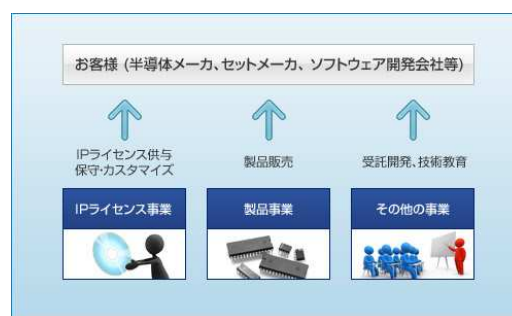 お客様 (半導体メーカ、セットメーカ、ソフトウェア開発会社等)
IPライセンス供与
保守・カスタマイズ
製品販売
受託開発、技術教育
IPライセンス事業
製品事業
その他の事業